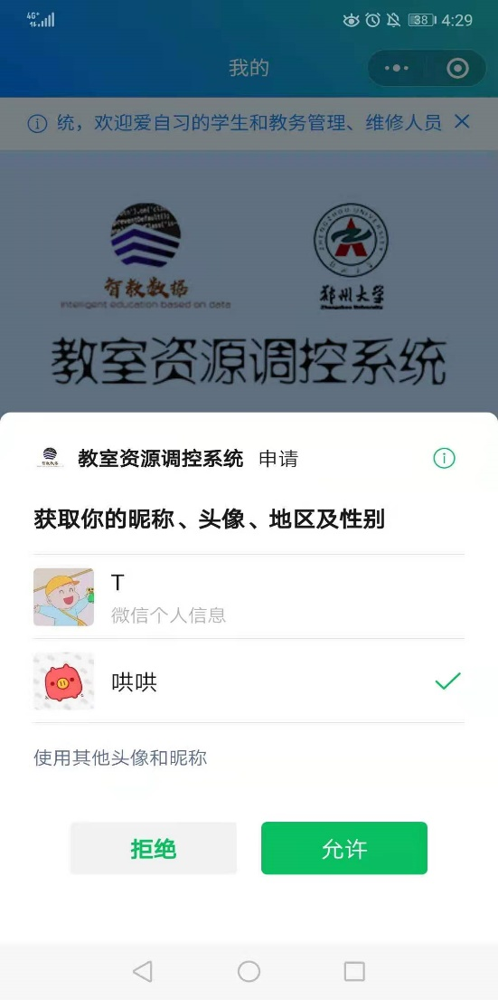 4G+
38 4:29
我的
统，欢迎爱自习的学生和教务管理、维修人员
智教数据
Inteligent education based on data
ZHENGZHOU UNIVERSITY
郑州大学
Zhengzhou University
教室资源调控系统
教室资源调控系统 申请
获取你的昵称、头像、地区及性别
T
微信个人信息
哄哄
使用其他头像和昵称
拒绝 允许